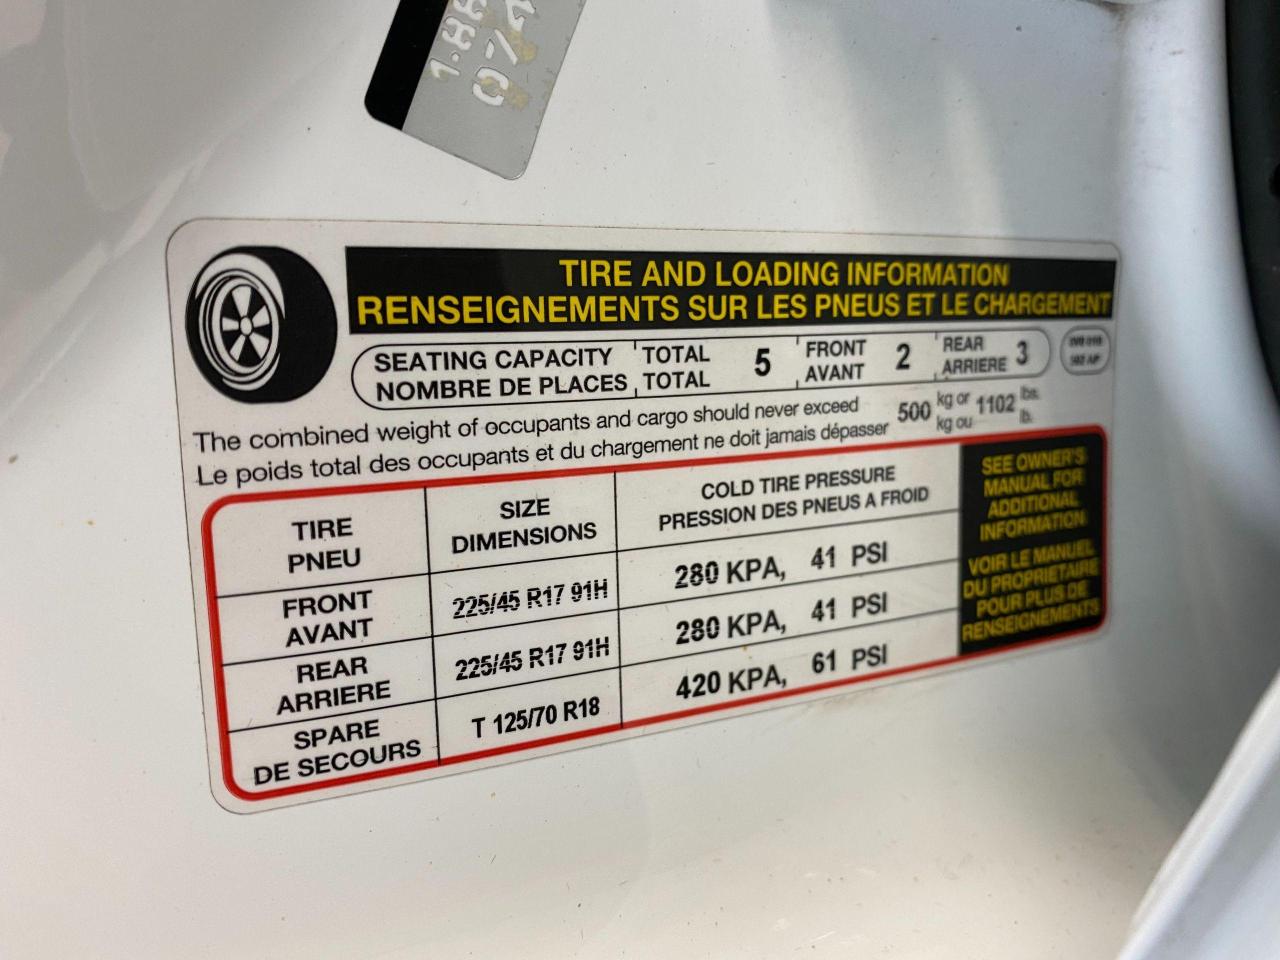 1-8
074
TIRE AND LOADING INFORMATION
RENSEIGNEMENTS SUR LES PNEUS ET LE CHARGEMENT
SEATING CAPACITY TOTAL 5 FRONT 2 REAR 3
NOMBRE DE PLACES TOTAL AVANT ARRIERE
The combined weight of occupants and cargo should never exceed 500 kg or 1102 lbs.
Le poids total des occupants et du chargement ne doit jamais dépasser kg ou lb.
TIRE SIZE COLD TIRE PRESSURE
PNEU DIMENSIONS PRESSION DES PNEUS A FROID
FRONT 225/45 R17 91H 280 KPA, 41 PSI
AVANT
REAR 225/45 R17 91H 280 KPA, 41 PSI
ARRIERE
SPARE T 125/70 R18 420 KPA, 61 PSI
DE SECOURS
SEE OWNER'S
MANUAL FOR
ADDITIONAL
INFORMATION
VOIR LE MANUEL
DU PROPRIETAIRE
POUR PLUS DE
RENSEIGNEMENTS